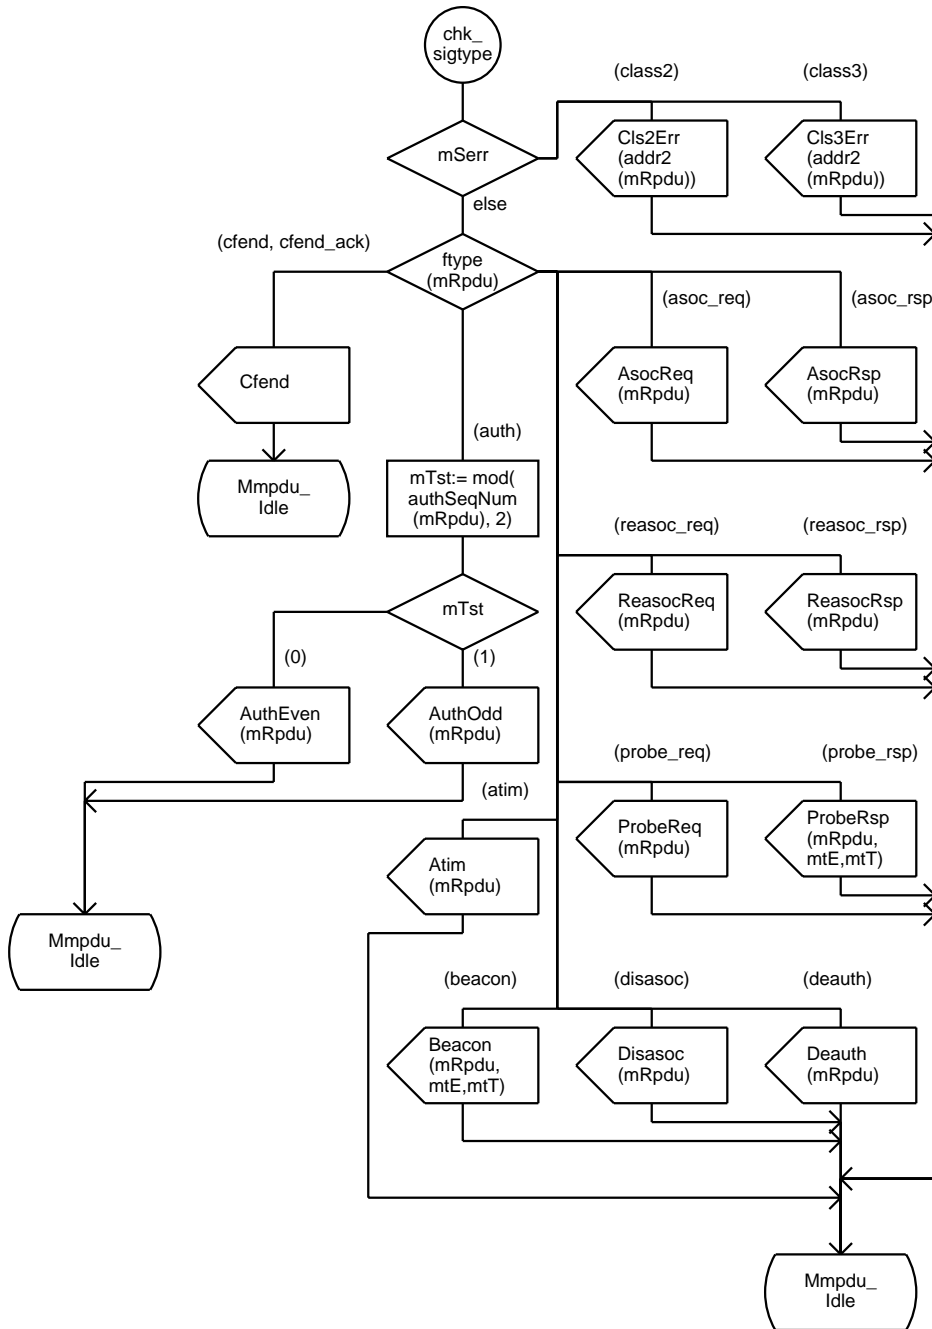 chk_
sigtype
(class2)
(class3)
mSerr
Cls2Err
(addr2
(mRpdu))
Cls3Err
(addr2
(mRpdu))
else
(cfend, cfend_ack)
ftype
(mRpdu)
(asoc_req)
(asoc_rsp
Cfend
AsocReq
(mRpdu)
AsocRsp
(mRpdu)
(auth)
Mmpdu_
Idle
mTst:= mod(
authSeqNum
(mRpdu), 2)
(reasoc_req)
(reasoc_rsp)
mTst
ReasocReq
(mRpdu)
ReasocRsp
(mRpdu)
(0)
(1)
AuthEven
(mRpdu)
AuthOdd
(mRpdu)
(probe_req)
(probe_rsp)
(atim)
ProbeReq
(mRpdu)
ProbeRsp
(mRpdu,
mtE,mtT)
Atim
(mRpdu)
Mmpdu_
Idle
(beacon)
(disasoc)
(deauth)
Beacon
(mRpdu,
mtE,mtT)
Disasoc
(mRpdu)
Deauth
(mRpdu)
Mmpdu_
Idle